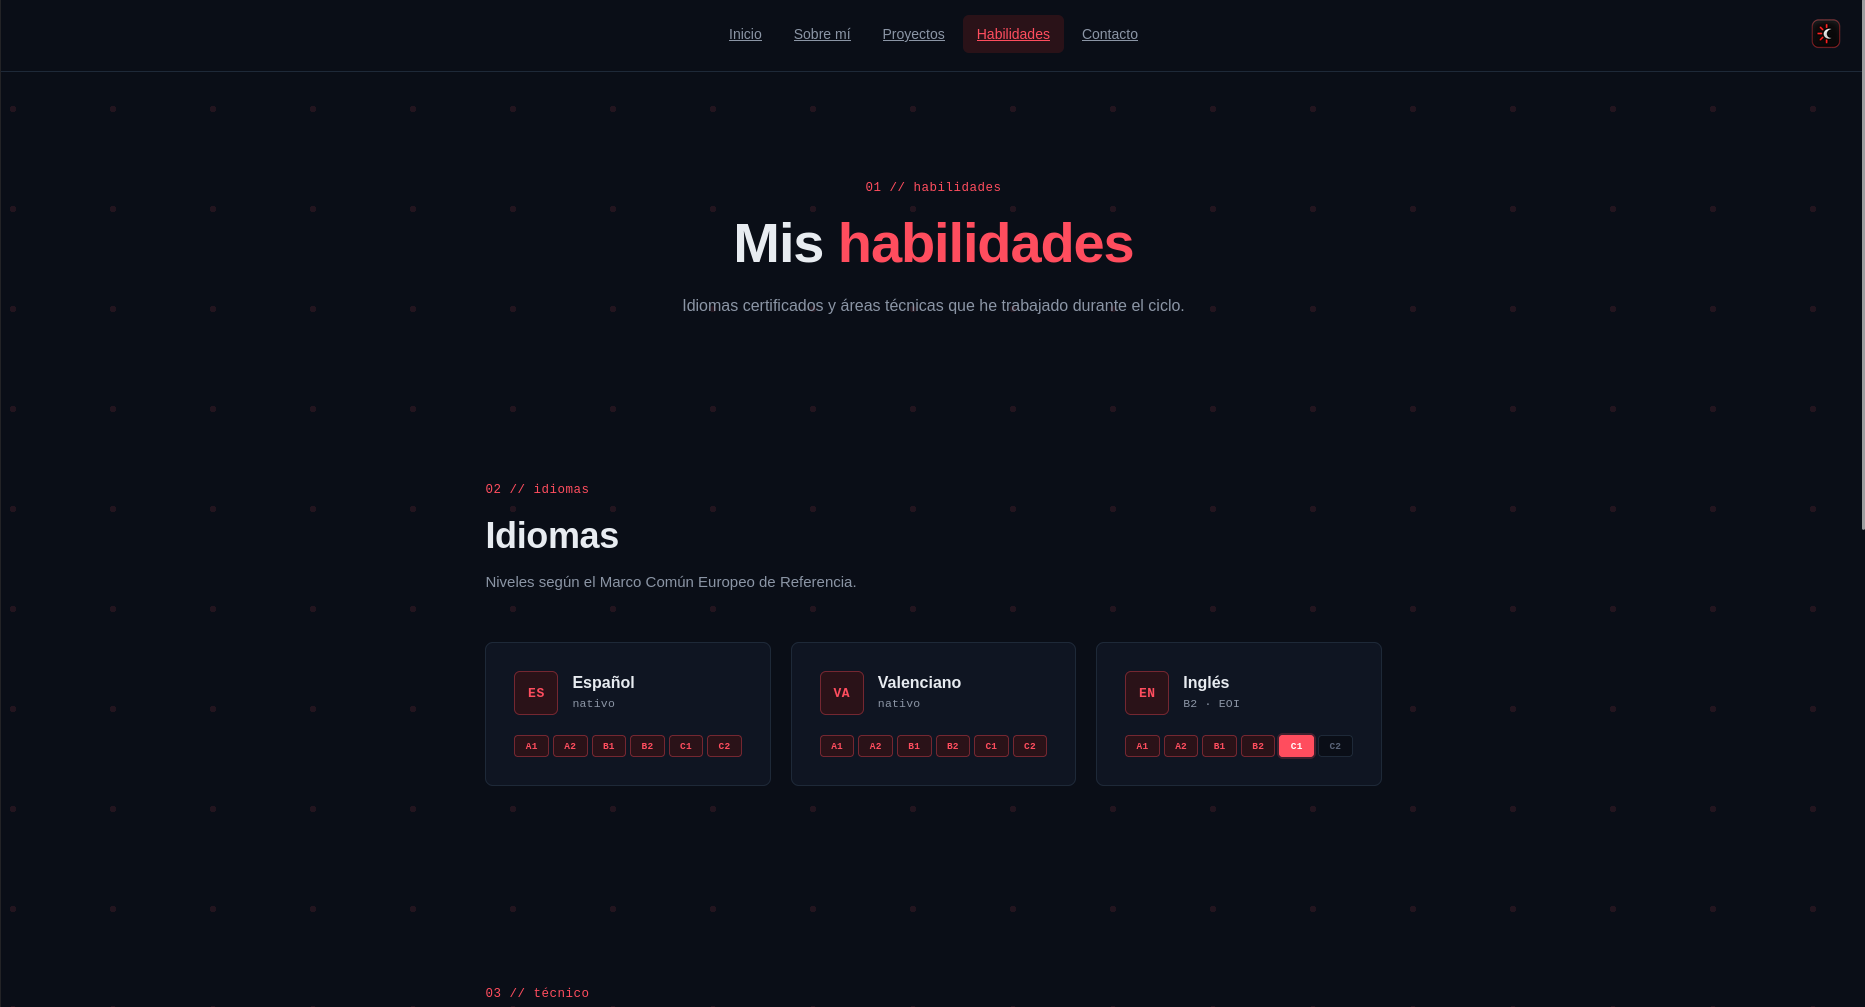 Inicio Sobre mí Proyectos Habilidades Contacto
01 // habilidades
Mis habilidades
Idiomas certificados y áreas técnicas que he trabajado durante el ciclo.
02 // idiomas
Idiomas
Niveles según el Marco Común Europeo de Referencia.
ES Español
nativo
A1 A2 B1 B2 C1 C2
VA Valenciano
nativo
A1 A2 B1 B2 C1 C2
EN Inglés
B2 · EOI
A1 A2 B1 B2 C1 C2
03 // técnico